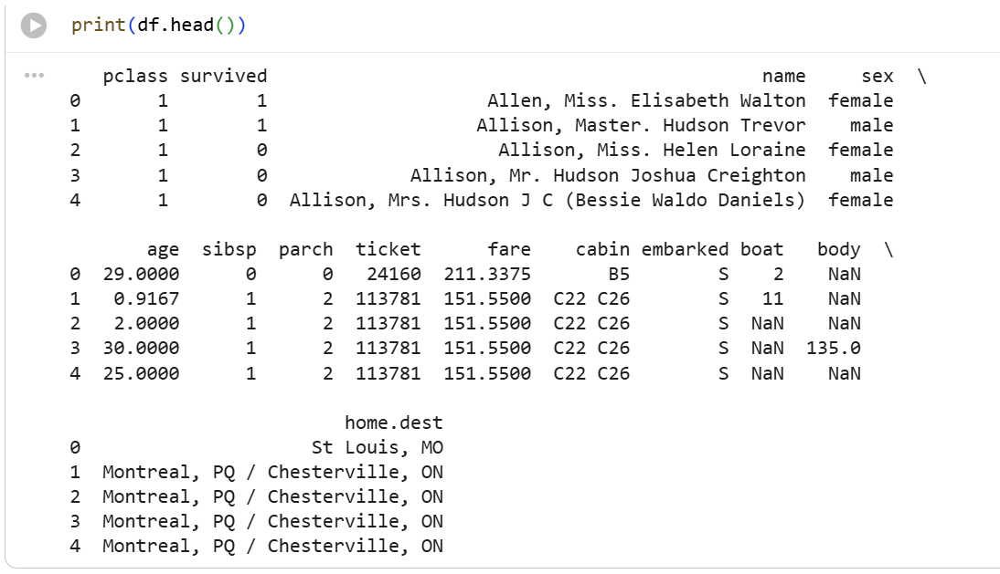 print(df.head())
   pclass survived                                             name     sex  \
0       1        1                    Allen, Miss. Elisabeth Walton  female
1       1        1                   Allison, Master. Hudson Trevor    male
2       1        0                     Allison, Miss. Helen Loraine  female
3       1        0             Allison, Mr. Hudson Joshua Creighton    male
4       1        0  Allison, Mrs. Hudson J C (Bessie Waldo Daniels)  female
       age  sibsp  parch  ticket      fare    cabin embarked boat   body  \
0  29.0000      0      0   24160  211.3375       B5        S    2    NaN
1   0.9167      1      2  113781  151.5500  C22 C26        S   11    NaN
2   2.0000      1      2  113781  151.5500  C22 C26        S  NaN    NaN
3  30.0000      1      2  113781  151.5500  C22 C26        S  NaN  135.0
4  25.0000      1      2  113781  151.5500  C22 C26        S  NaN    NaN
                         home.dest
0                     St Louis, MO
1  Montreal, PQ / Chesterville, ON
2  Montreal, PQ / Chesterville, ON
3  Montreal, PQ / Chesterville, ON
4  Montreal, PQ / Chesterville, ON